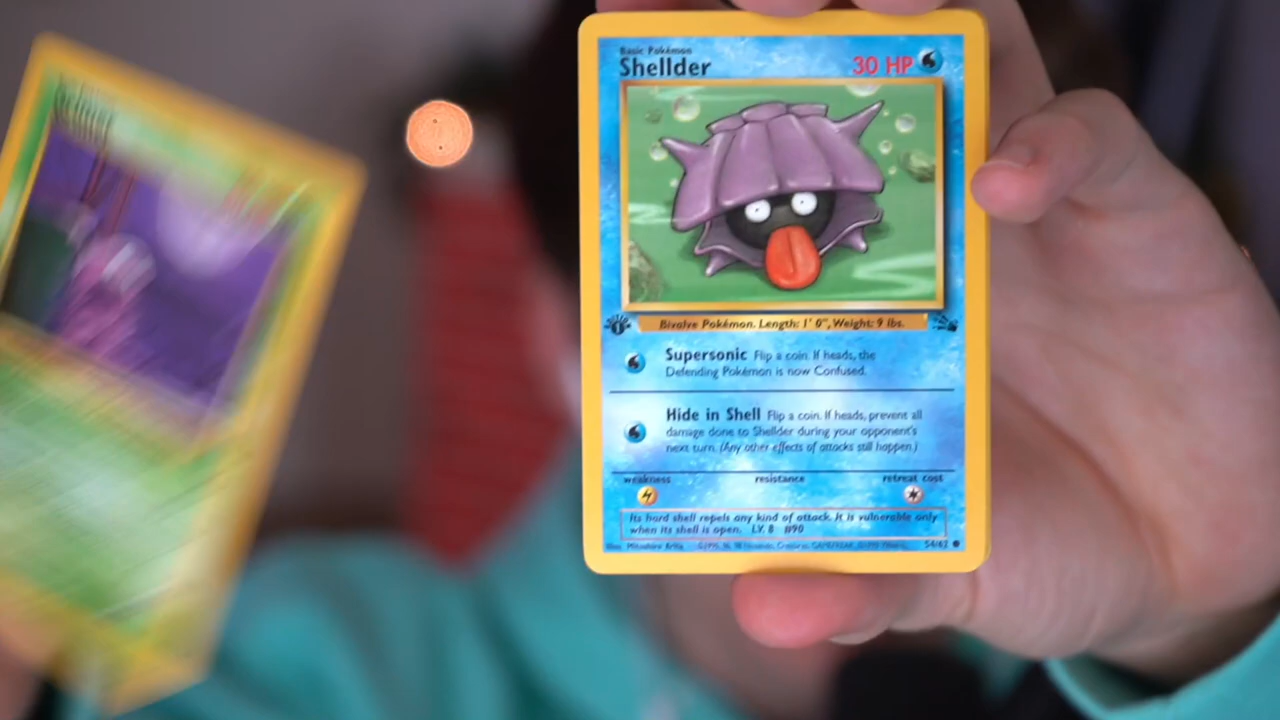 Basic Pokémon
Shellder 30 HP
1
Bivalve Pokémon. Length: 1' 0", Weight: 9 lbs.
Supersonic Flip a coin. If heads, the
Defending Pokémon is now Confused.
Hide in Shell Flip a coin. If heads, prevent all
damage done to Shellder during your opponent's
next turn. (Any other effects of attacks still happen.)
weakness resistance retreat cost
Its hard shell repels any kind of attack. It is vulnerable only
when its shell is open. LV. 8 #90
54/62